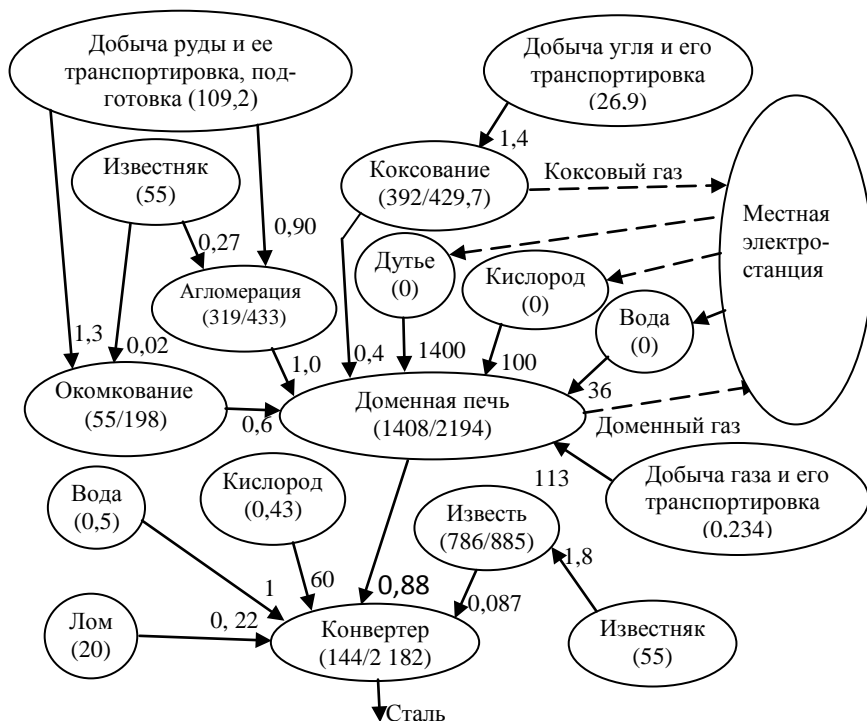 Добыча руды и ее
транспортировка, под-
готовка (109,2)
Добыча угля и его
транспортировка
(26,9)
1,4
Известняк
(55)
Коксование
(392/429,7)
Коксовый газ
Местная
электро-
станция
0,27
0,90
Дутье
(0)
Кислород
(0)
Агломерация
(319/433)
Вода
(0)
1,3
0,02
1,0
0,4
1400
100
36
Окомкование
(55/198)
0,6
Доменная печь
(1408/2194)
Доменный газ
Вода
(0,5)
Кислород
(0,43)
113
Добыча газа и его
транспортировка
(0,234)
Известь
(786/885)
1,8
1
60
0,88
0,087
Лом
(20)
0, 22
Конвертер
(144/2 182)
Известняк
(55)
Сталь